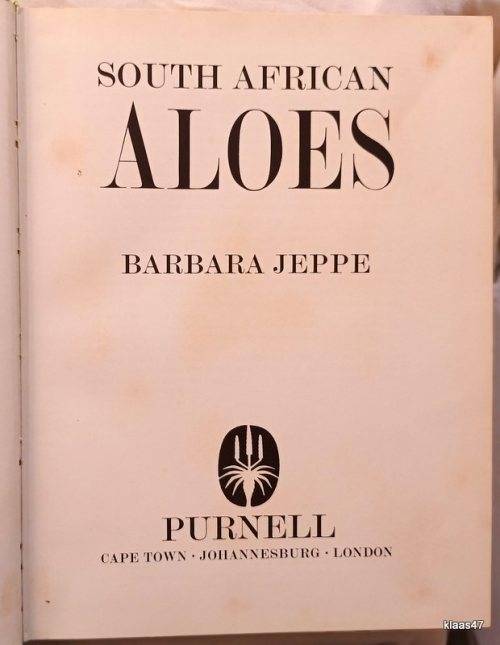 SOUTH AFRICAN
ALOES
BARBARA JEPPE
PURNELL
CAPE TOWN · JOHANNESBURG · LONDON
klaas47